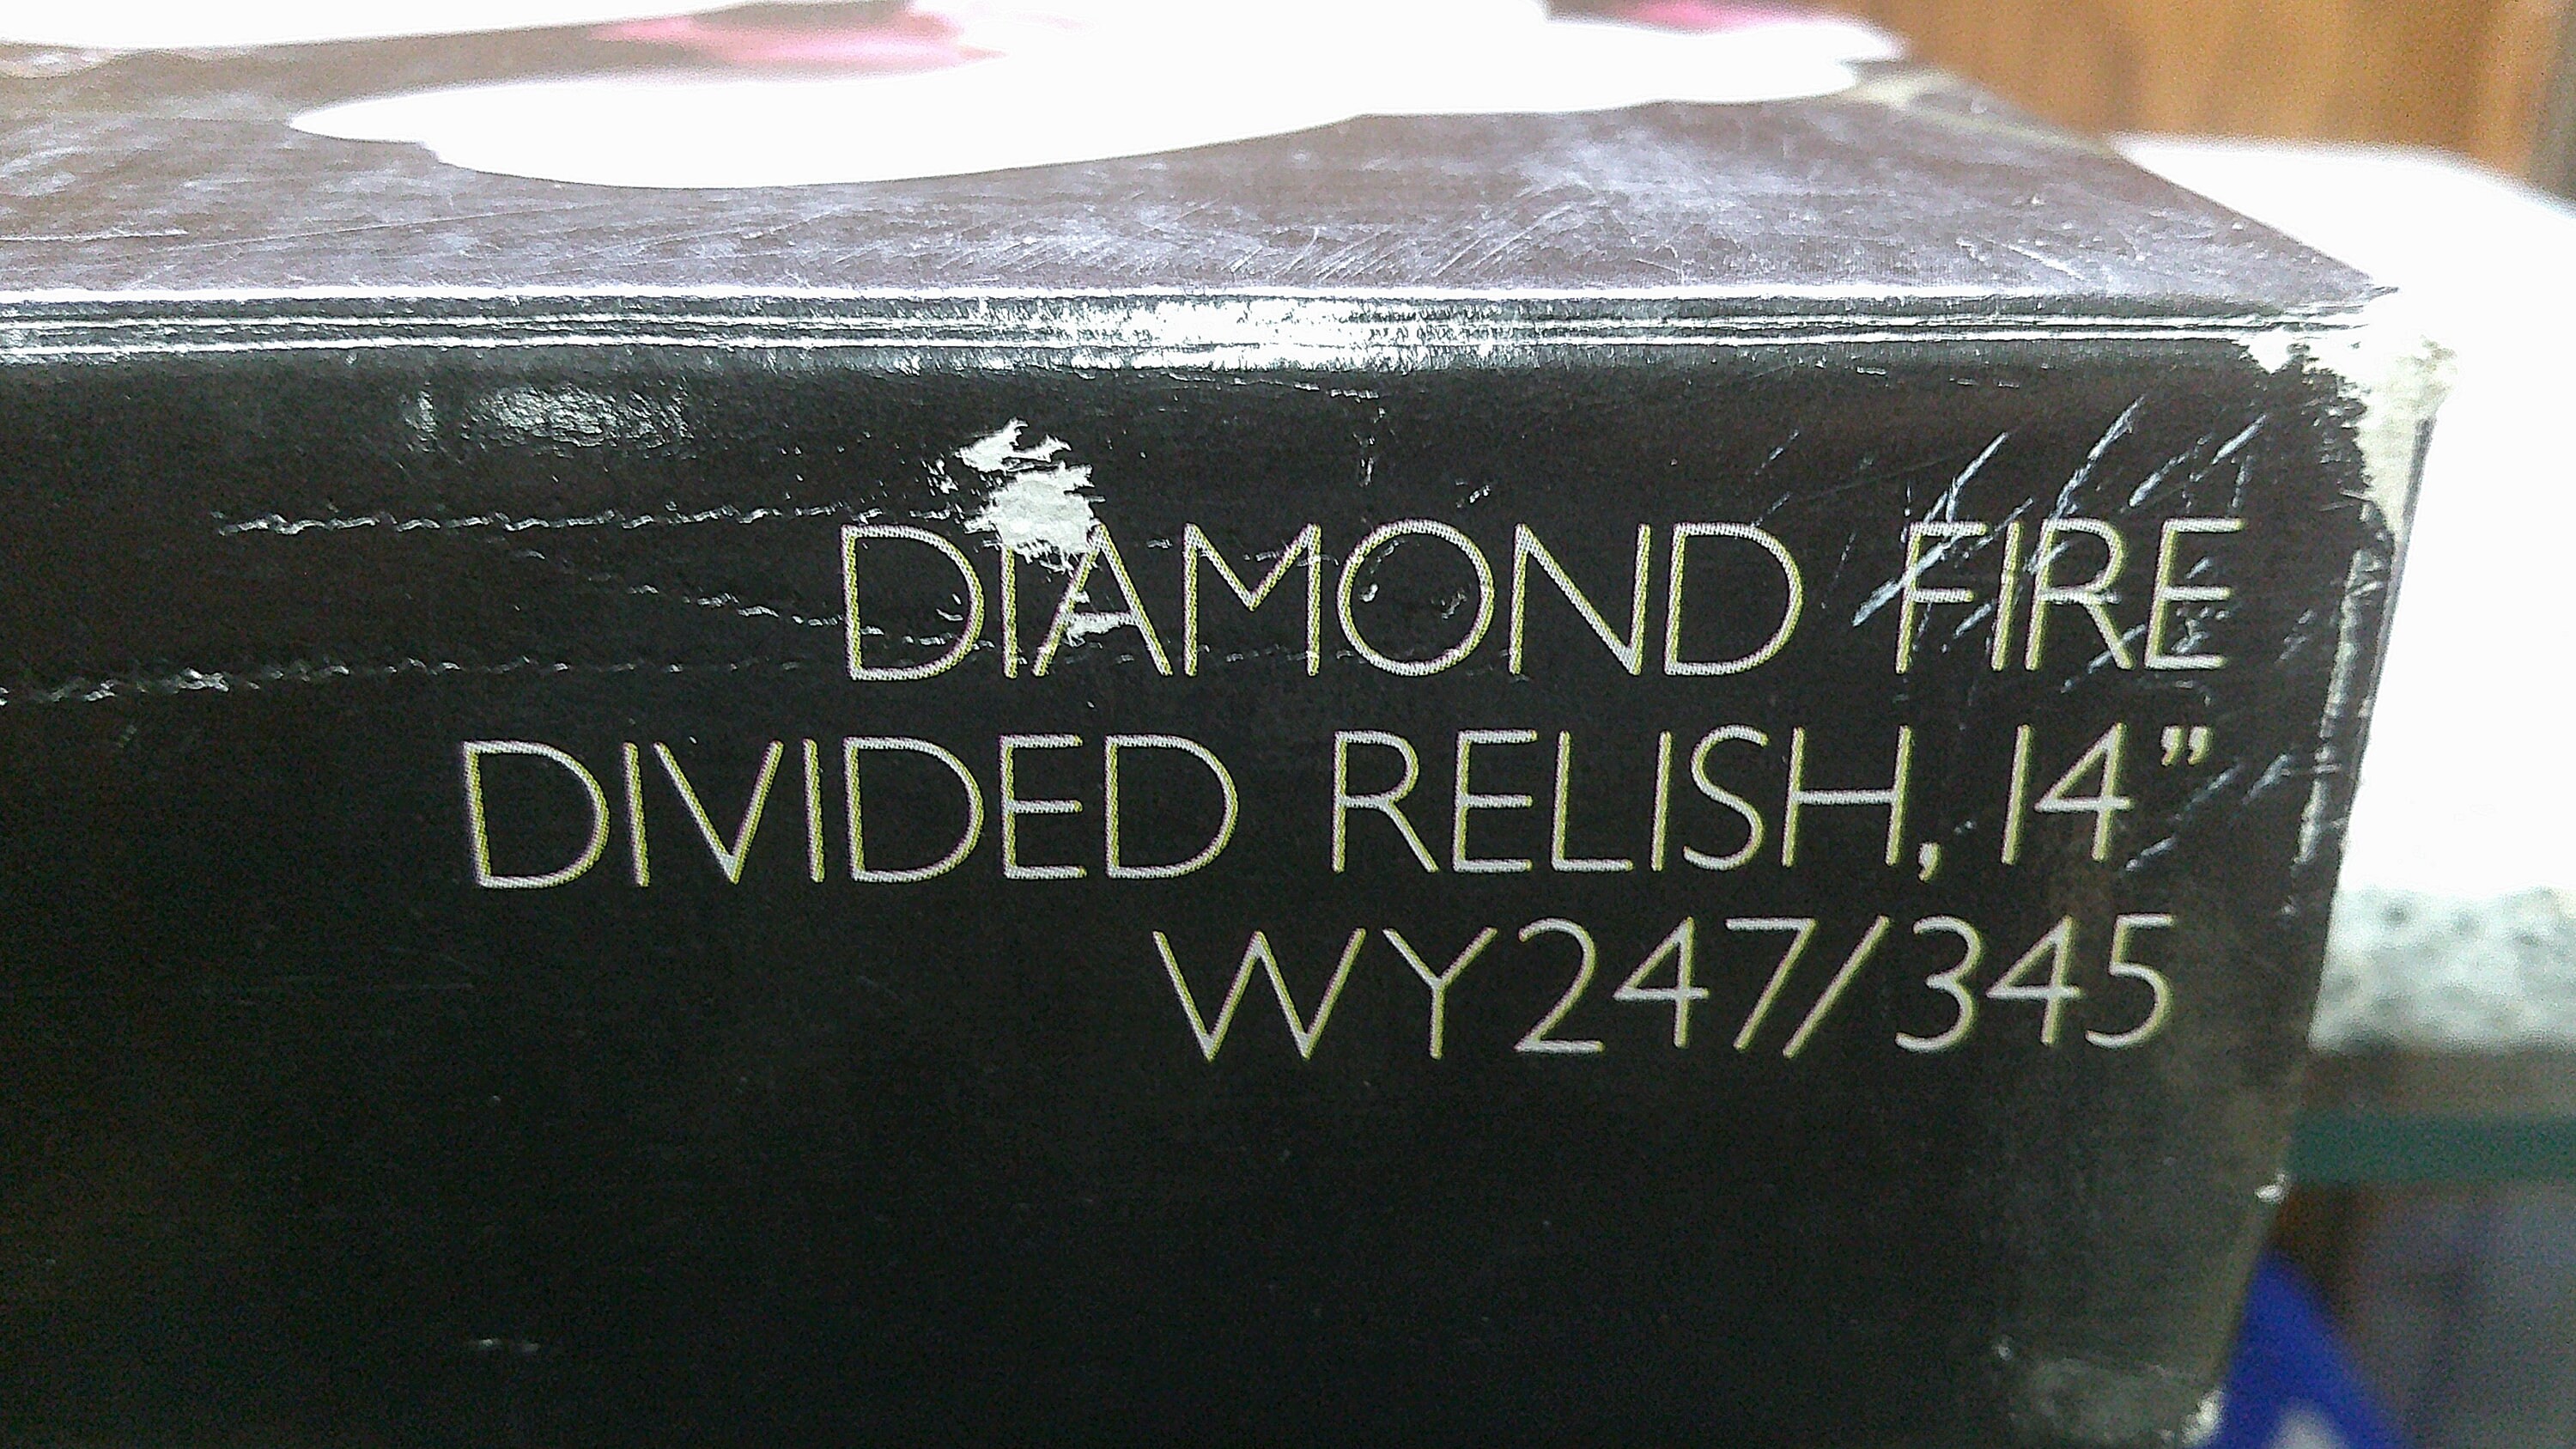 DIAMOND FIRE
DIVIDED RELISH, 14”
WY247/345